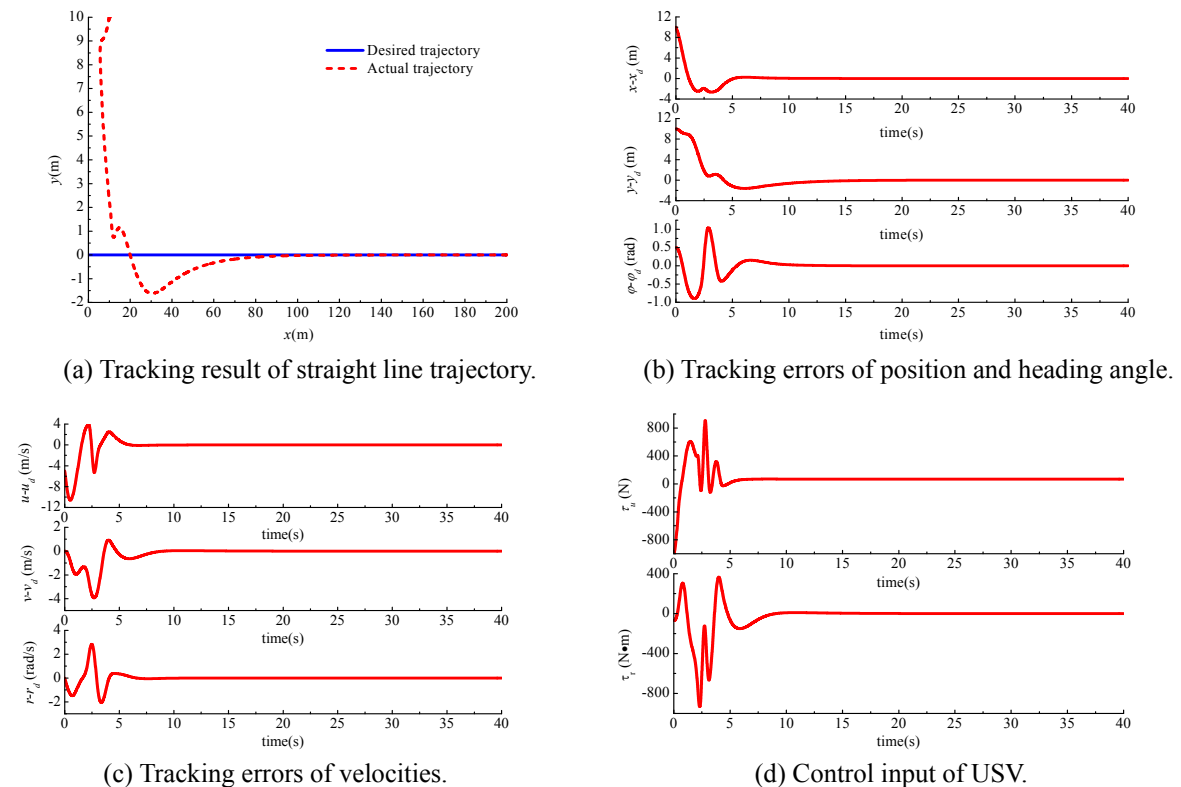 10
9
8
7
6
5
4
3
2
1
0
-1
-2
y(m)
Desired trajectory
Actual trajectory
0 20 40 60 80 100 120 140 160 180 200
x(m)
(a) Tracking result of straight line trajectory.
12
8
4
0
-4
x-x_d (m)
0 5 10 15 20 25 30 35 40
time(s)
12
8
4
0
-4
y-y_d (m)
0 5 10 15 20 25 30 35 40
time(s)
1.0
0.5
0.0
-0.5
-1.0
φ-φ_d (rad)
0 5 10 15 20 25 30 35 40
time(s)
(b) Tracking errors of position and heading angle.
4
0
-4
-8
-12
u-u_d (m/s)
0 5 10 15 20 25 30 35 40
time(s)
2
0
-2
-4
v-v_d (m/s)
0 5 10 15 20 25 30 35 40
time(s)
4
2
0
-2
r-r_d (rad/s)
0 5 10 15 20 25 30 35 40
time(s)
(c) Tracking errors of velocities.
800
400
0
-400
-800
τ_u (N)
0 5 10 15 20 25 30 35 40
time(s)
400
0
-400
-800
τ_r (N•m)
0 5 10 15 20 25 30 35 40
time(s)
(d) Control input of USV.